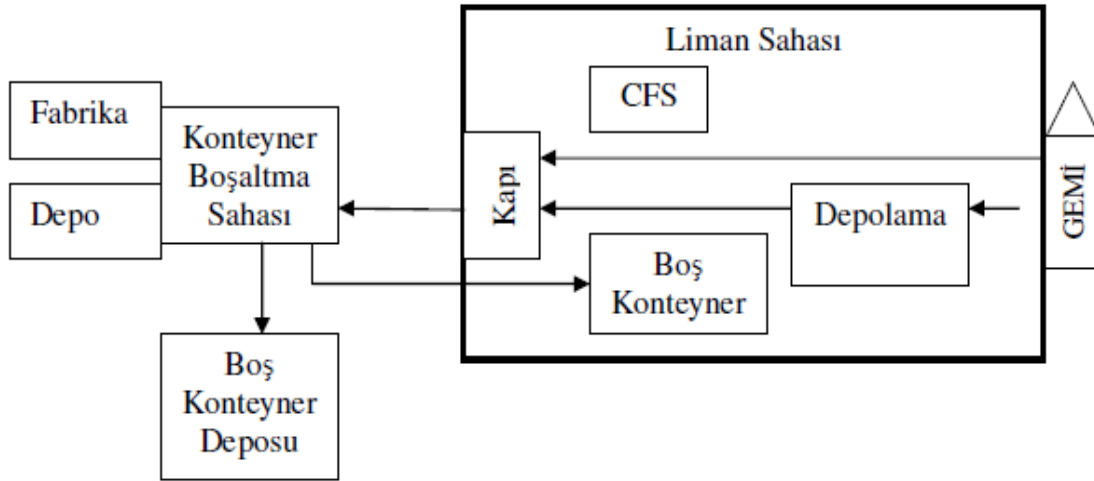 Liman Sahası
CFS
Fabrika
Konteyner
Boşaltma
Sahası
Depo
Kapı
Depolama
GEMİ
Boş
Konteyner
Boş
Konteyner
Deposu